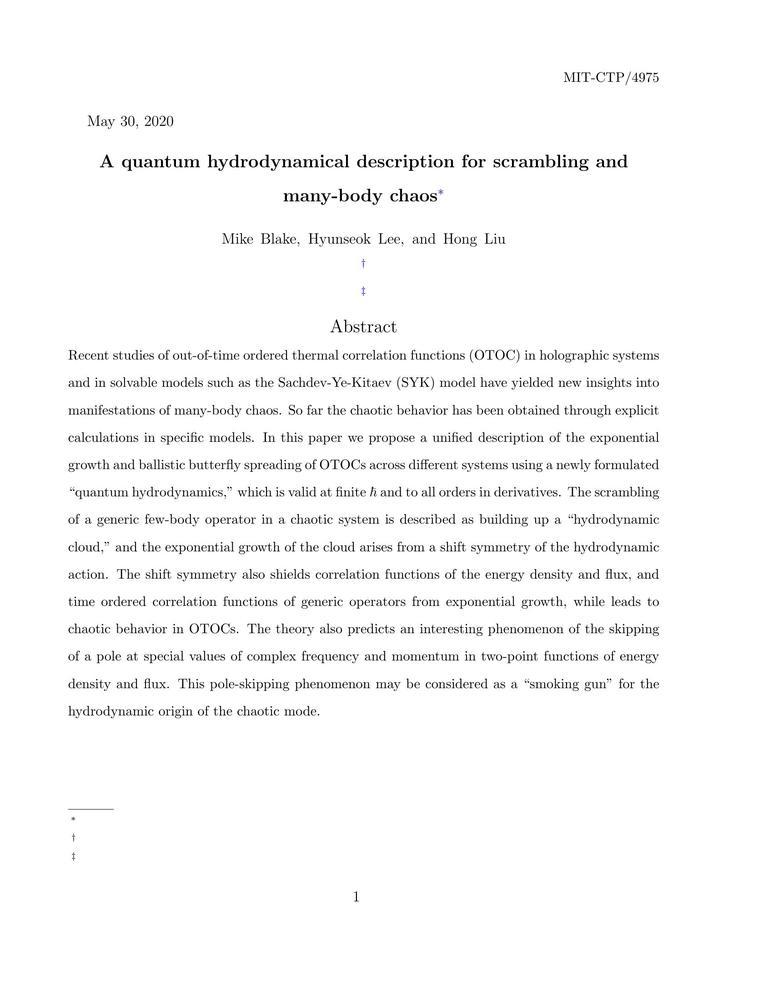 MIT-CTP/4975
May 30, 2020
A quantum hydrodynamical description for scrambling and
many-body chaos*
Mike Blake, Hyunseok Lee, and Hong Liu
†
‡
Abstract
Recent studies of out-of-time ordered thermal correlation functions (OTOC) in holographic systems
and in solvable models such as the Sachdev-Ye-Kitaev (SYK) model have yielded new insights into
manifestations of many-body chaos. So far the chaotic behavior has been obtained through explicit
calculations in specific models. In this paper we propose a unified description of the exponential
growth and ballistic butterfly spreading of OTOCs across different systems using a newly formulated
“quantum hydrodynamics,” which is valid at finite ℏ and to all orders in derivatives. The scrambling
of a generic few-body operator in a chaotic system is described as building up a “hydrodynamic
cloud,” and the exponential growth of the cloud arises from a shift symmetry of the hydrodynamic
action. The shift symmetry also shields correlation functions of the energy density and flux, and
time ordered correlation functions of generic operators from exponential growth, while leads to
chaotic behavior in OTOCs. The theory also predicts an interesting phenomenon of the skipping
of a pole at special values of complex frequency and momentum in two-point functions of energy
density and flux. This pole-skipping phenomenon may be considered as a “smoking gun” for the
hydrodynamic origin of the chaotic mode.
*
†
‡
1